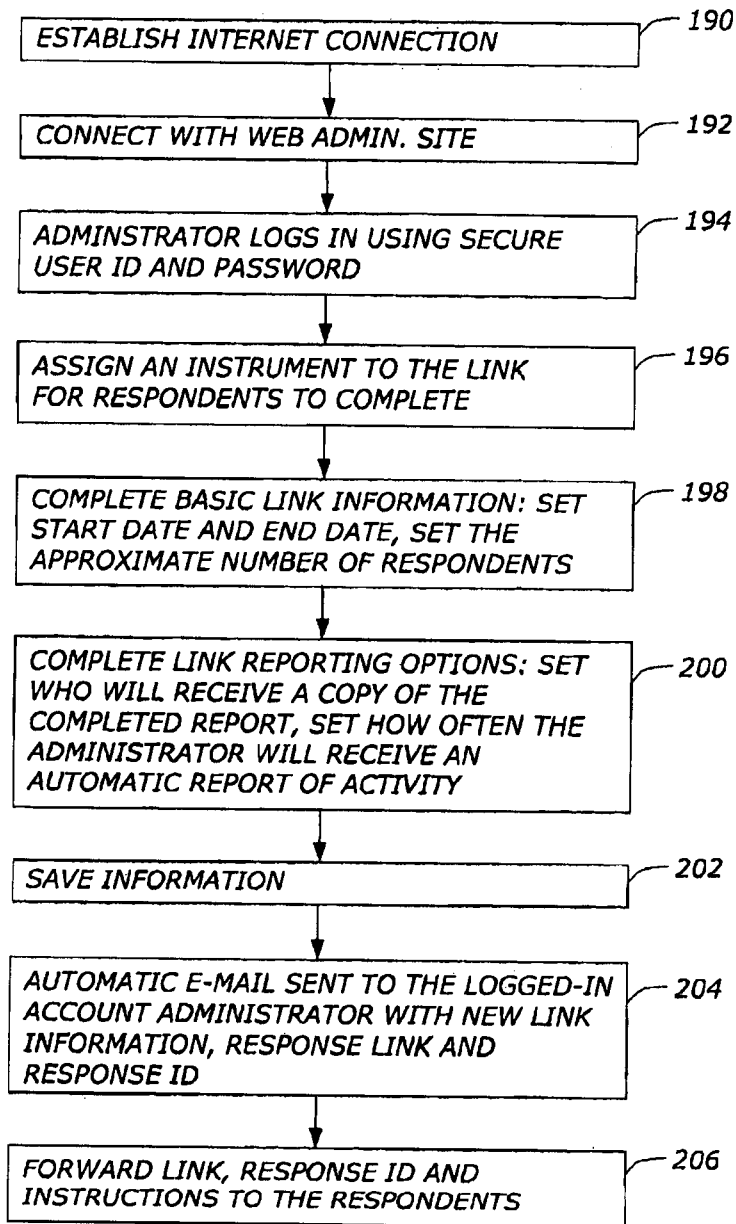 190
ESTABLISH INTERNET CONNECTION
192
CONNECT WITH WEB ADMIN. SITE
194
ADMINSTRATOR LOGS IN USING SECURE
USER ID AND PASSWORD
196
ASSIGN AN INSTRUMENT TO THE LINK
FOR RESPONDENTS TO COMPLETE
198
COMPLETE BASIC LINK INFORMATION: SET
START DATE AND END DATE, SET THE
APPROXIMATE NUMBER OF RESPONDENTS
200
COMPLETE LINK REPORTING OPTIONS: SET
WHO WILL RECEIVE A COPY OF THE
COMPLETED REPORT, SET HOW OFTEN THE
ADMINISTRATOR WILL RECEIVE AN
AUTOMATIC REPORT OF ACTIVITY
202
SAVE INFORMATION
204
AUTOMATIC E-MAIL SENT TO THE LOGGED-IN
ACCOUNT ADMINISTRATOR WITH NEW LINK
INFORMATION, RESPONSE LINK AND
RESPONSE ID
206
FORWARD LINK, RESPONSE ID AND
INSTRUCTIONS TO THE RESPONDENTS